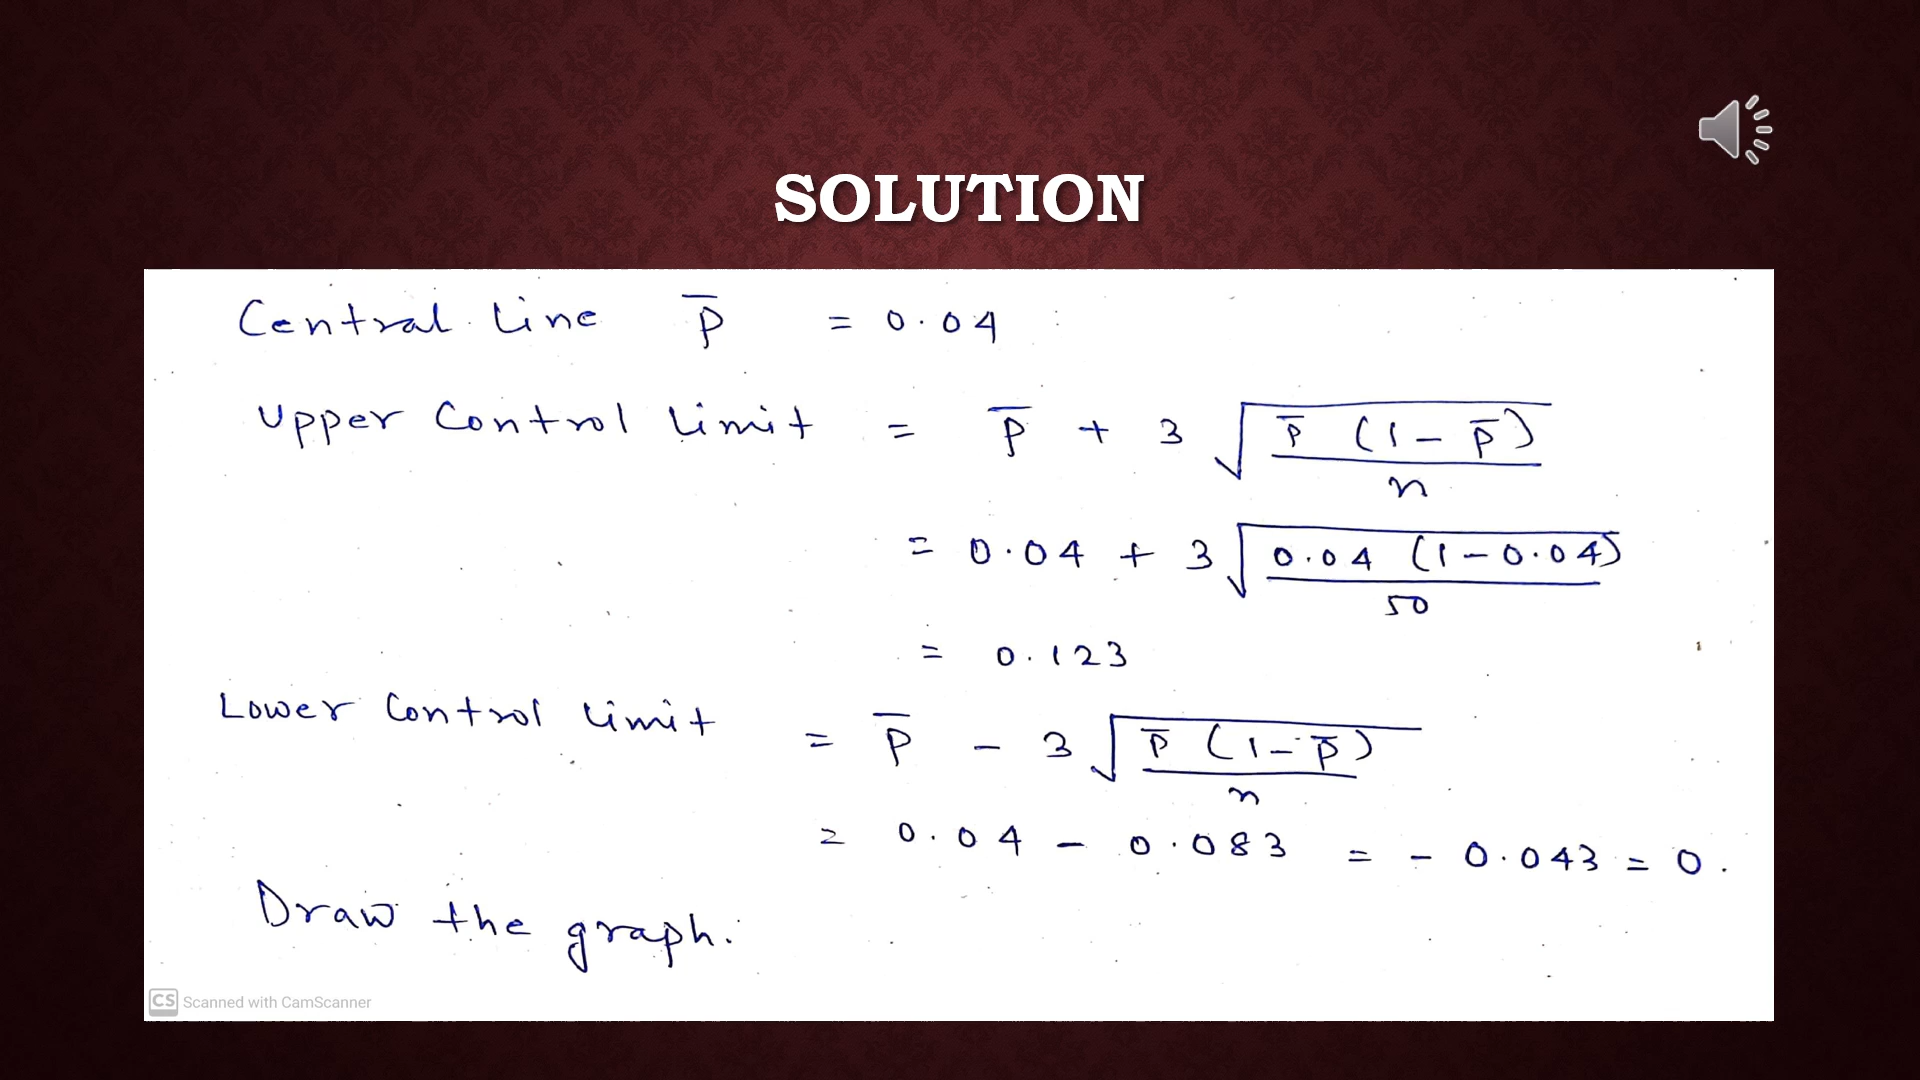 SOLUTION
Central line p̅ = 0.04
Upper Control limit = p̅ + 3 √(p̅ (1 - p̅) / n)
= 0.04 + 3 √(0.04 (1 - 0.04) / 50)
= 0.123
Lower Control limit = p̅ - 3 √(p̅ (1 - p̅) / n)
= 0.04 - 0.083 = - 0.043 = 0.
Draw the graph.
CS Scanned with CamScanner